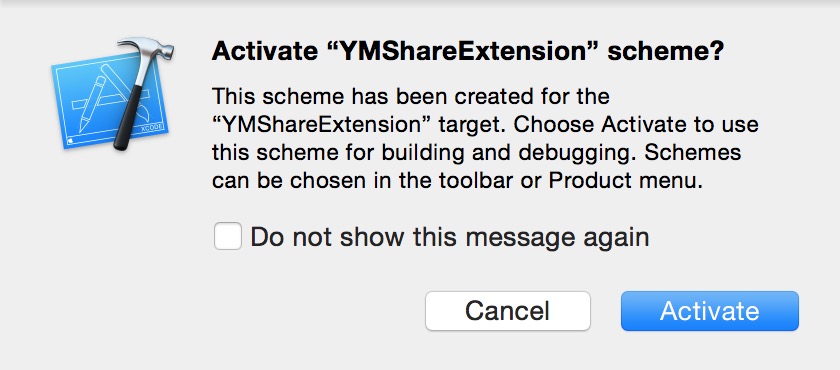 Activate “YMShareExtension” scheme?
This scheme has been created for the
“YMShareExtension” target. Choose Activate to use
this scheme for building and debugging. Schemes
can be chosen in the toolbar or Product menu.
Do not show this message again
Cancel
Activate
XCODE